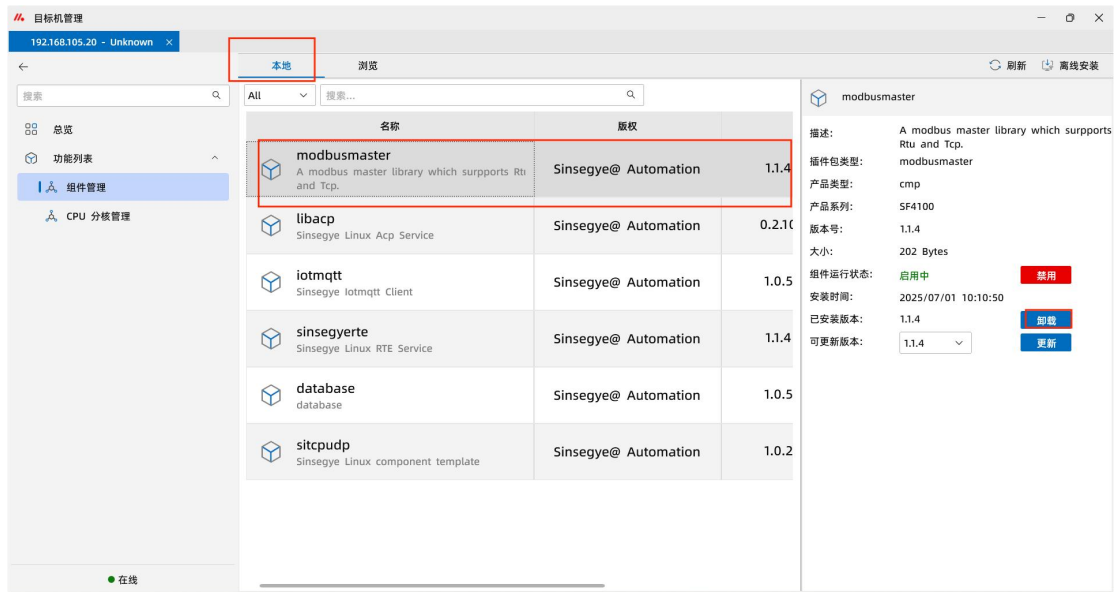 目标机管理
192.168.105.20 - Unknown ×
本地 浏览 刷新 离线安装
搜素
总览
功能列表
组件管理
CPU 分核管理
在线
All 搜索...
名称 版权
modbusmaster
A modbus master library which surpports Rtu
and Tcp.
Sinsegye@ Automation 1.1.4
libacp
Sinsegye Linux Acp Service
Sinsegye@ Automation 0.2.10
iotmqtt
Sinsegye Iotmqtt Client
Sinsegye@ Automation 1.0.5
sinsegyerte
Sinsegye Linux RTE Service
Sinsegye@ Automation 1.1.4
database
database
Sinsegye@ Automation 1.0.5
sitcpudp
Sinsegye Linux component template
Sinsegye@ Automation 1.0.2
modbusmaster
描述: A modbus master library which surpports
Rtu and Tcp.
插件包类型: modbusmaster
产品类型: cmp
产品系列: SF4100
版本号: 1.1.4
大小: 202 Bytes
组件运行状态: 启用中 禁用
安装时间: 2025/07/01 10:10:50
已安装版本: 1.1.4 卸载
可更新版本: 1.1.4 更新